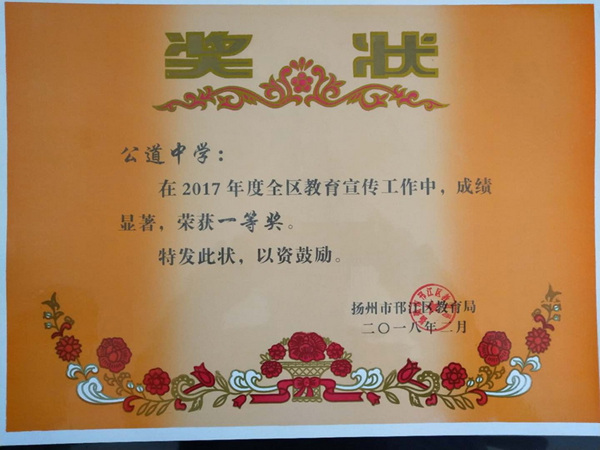 奖状
公道中学：
在2017年度全区教育宣传工作中，成绩
显著，荣获一等奖。
特发此状，以资鼓励。
扬州市邗江区教育局
二〇一八年二月